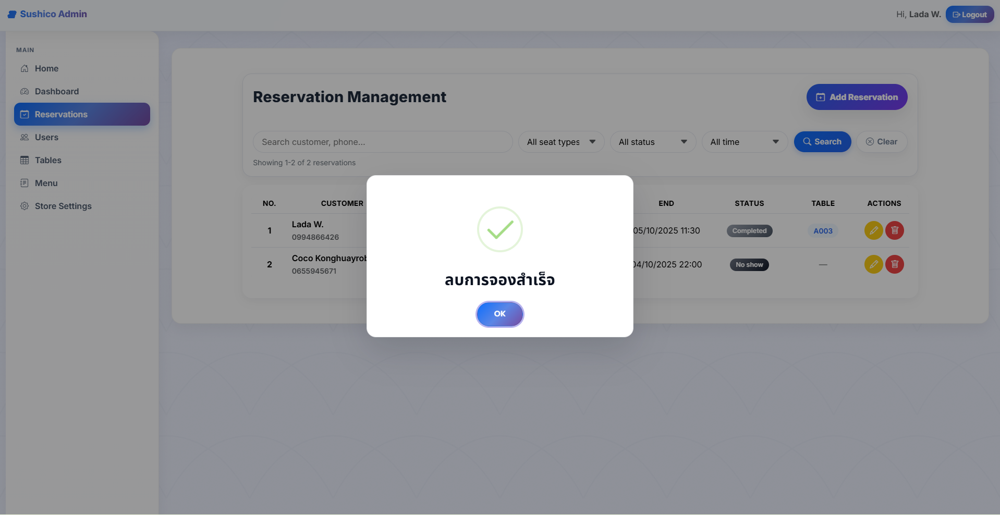 Sushico Admin
Hi, Lada W.
Logout
MAIN
Home
Dashboard
Reservations
Users
Tables
Menu
Store Settings
Reservation Management
Add Reservation
Search customer, phone...
All seat types
All status
All time
Search
Clear
Showing 1-2 of 2 reservations
NO. CUSTOMER END STATUS TABLE ACTIONS
1 Lada W. 05/10/2025 11:30 Completed A003
0994866426
2 Coco Konghuayrob 04/10/2025 22:00 No show —
0655945671
ลบการจองสำเร็จ
OK